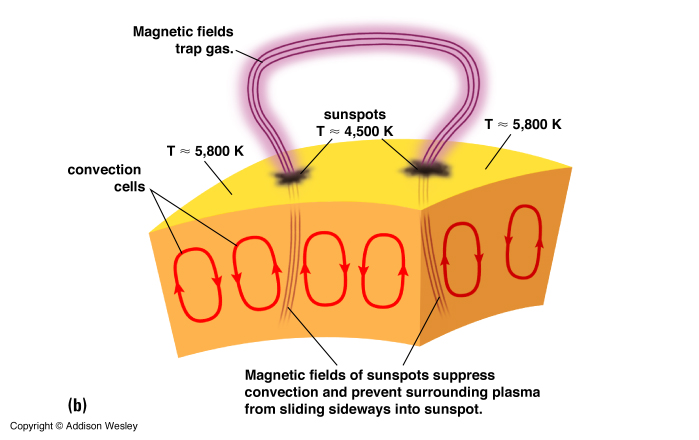 Magnetic fields
trap gas.
sunspots
T ≈ 4,500 K
T ≈ 5,800 K
T ≈ 5,800 K
convection
cells
Magnetic fields of sunspots suppress
convection and prevent surrounding plasma
from sliding sideways into sunspot.
(b)
Copyright © Addison Wesley